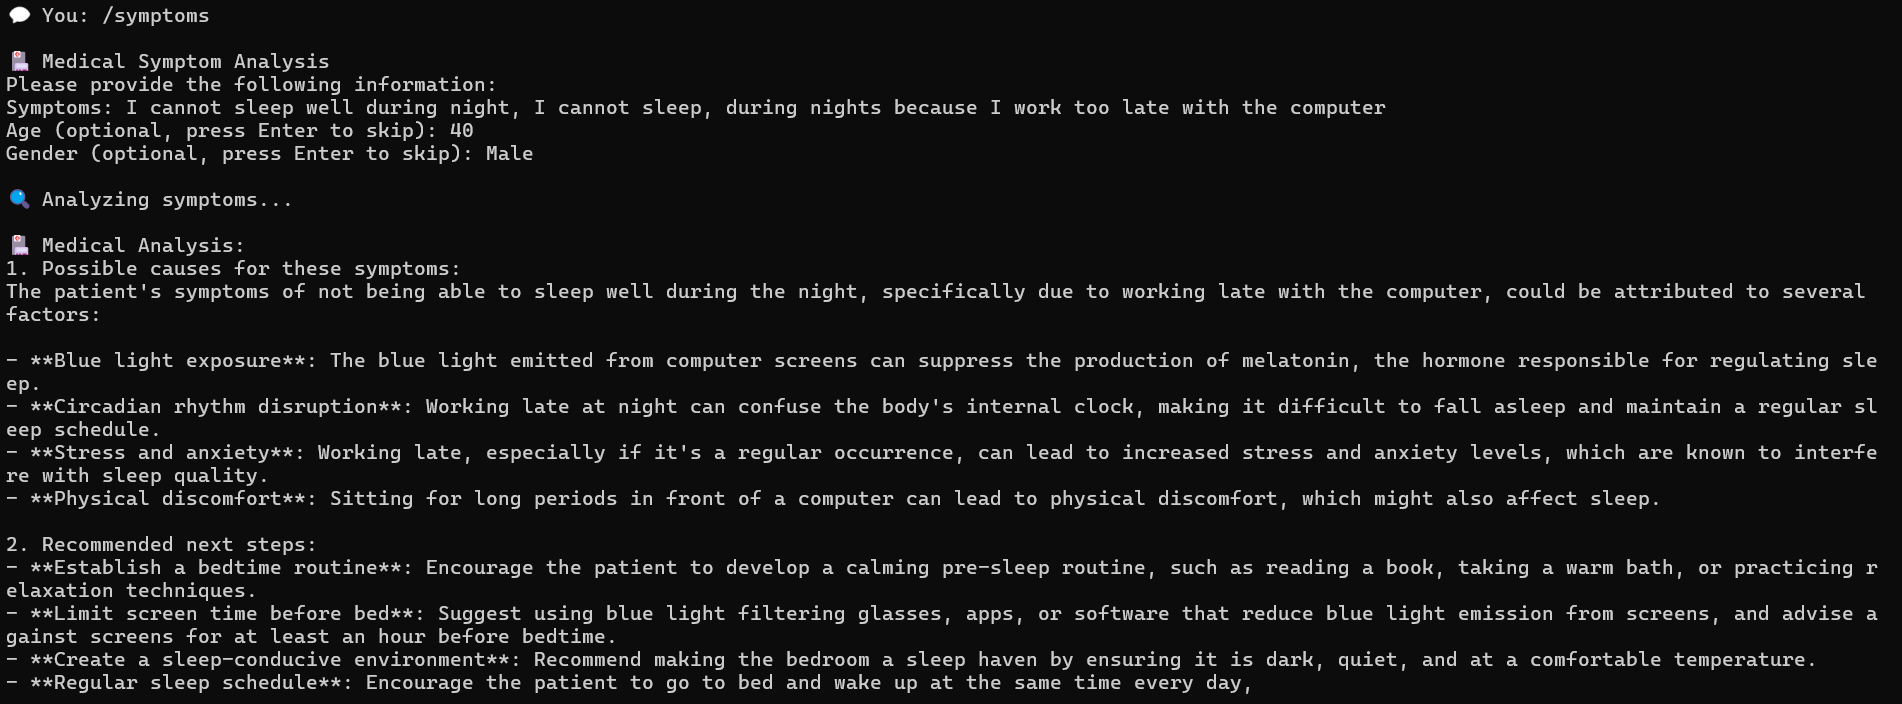 You: /symptoms
Medical Symptom Analysis
Please provide the following information:
Symptoms: I cannot sleep well during night, I cannot sleep, during nights because I work too late with the computer
Age (optional, press Enter to skip): 40
Gender (optional, press Enter to skip): Male
Analyzing symptoms...
Medical Analysis:
1. Possible causes for these symptoms:
The patient's symptoms of not being able to sleep well during the night, specifically due to working late with the computer, could be attributed to several
factors:
- **Blue light exposure**: The blue light emitted from computer screens can suppress the production of melatonin, the hormone responsible for regulating sle
ep.
- **Circadian rhythm disruption**: Working late at night can confuse the body's internal clock, making it difficult to fall asleep and maintain a regular sl
eep schedule.
- **Stress and anxiety**: Working late, especially if it's a regular occurrence, can lead to increased stress and anxiety levels, which are known to interfe
re with sleep quality.
- **Physical discomfort**: Sitting for long periods in front of a computer can lead to physical discomfort, which might also affect sleep.
2. Recommended next steps:
- **Establish a bedtime routine**: Encourage the patient to develop a calming pre-sleep routine, such as reading a book, taking a warm bath, or practicing r
elaxation techniques.
- **Limit screen time before bed**: Suggest using blue light filtering glasses, apps, or software that reduce blue light emission from screens, and advise a
gainst screens for at least an hour before bedtime.
- **Create a sleep-conducive environment**: Recommend making the bedroom a sleep haven by ensuring it is dark, quiet, and at a comfortable temperature.
- **Regular sleep schedule**: Encourage the patient to go to bed and wake up at the same time every day,